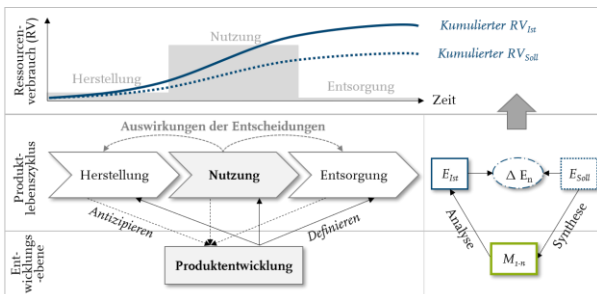 Ressourcen-
verbrauch (RV)
Nutzung
Kumulierter RV_Ist
Kumulierter RV_Soll
Herstellung
Entsorgung
Zeit
Produkt-
lebenszyklus
Auswirkungen der Entscheidungen
Herstellung
Nutzung
Entsorgung
E_Ist
Δ E_n
E_Soll
Antizipieren
Definieren
Analyse
Synthese
Ent-
wicklungs
-ebene
Produktentwicklung
M_z-n